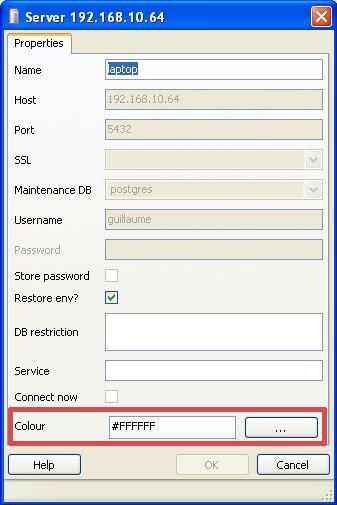 Server 192.168.10.64
Properties
Name laptop
Host 192.168.10.64
Port 5432
SSL
Maintenance DB postgres
Username guillaume
Password
Store password
Restore env?
DB restriction
Service
Connect now
Colour #FFFFFF ...
Help OK Cancel